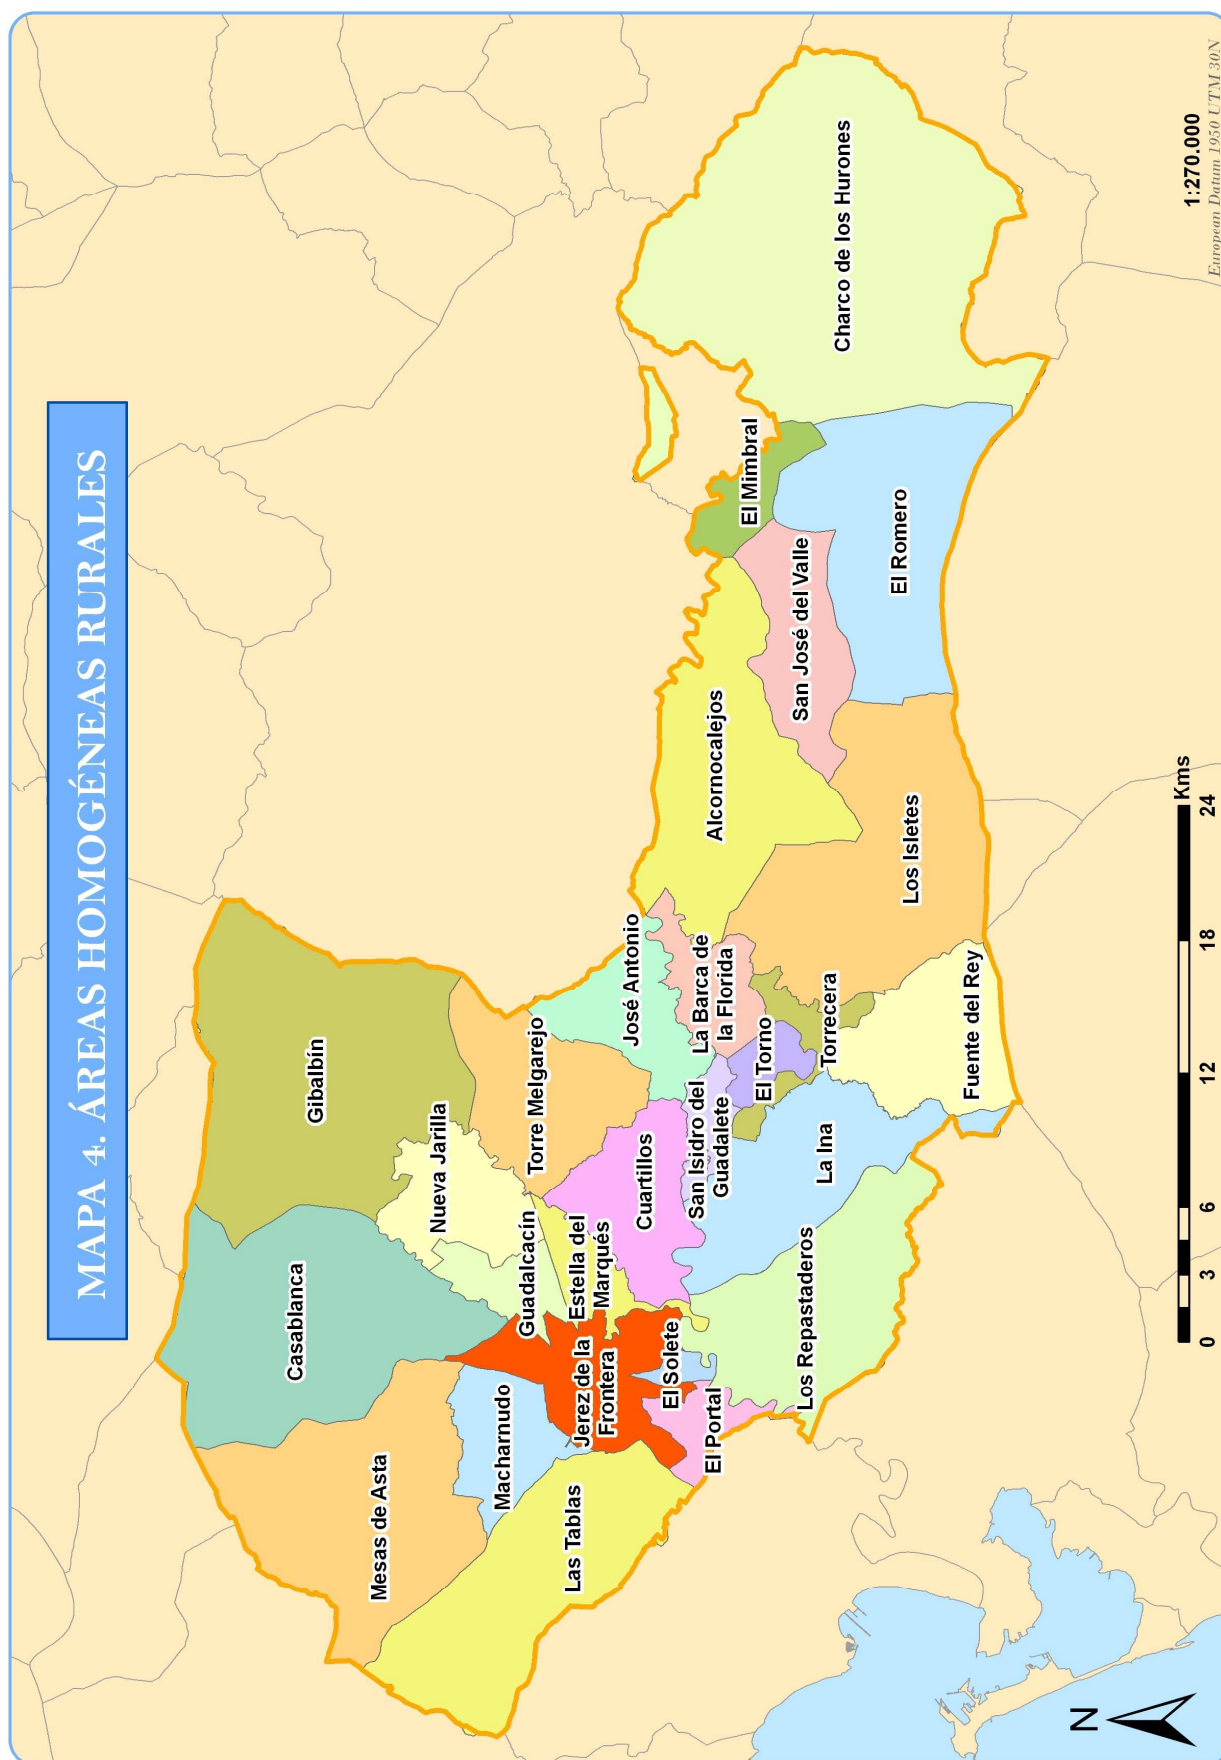 MAPA 4. ÁREAS HOMOGÉNEAS RURALES
Gibalbín
Casablanca
Mesas de Asta
Nueva Jarilla
Macharnudo
Guadalcacín
Torre Melgarejo
Las Tablas
Estella del
Marqués
Jerez de la
Frontera
José Antonio
Cuartillos
El Solete
La Barca de
la Florida
San Isidro del
Guadalete
El Portal
Alcornocalejos
El Mimbral
El Torno
San José del Valle
Los Repastaderos
La Ina
Torrecera
Charco de los Hurones
El Romero
Los Isletes
Fuente del Rey
N
0 3 6 12 18 24
Kms
1:270.000
European Datum 1950 UTM 30N